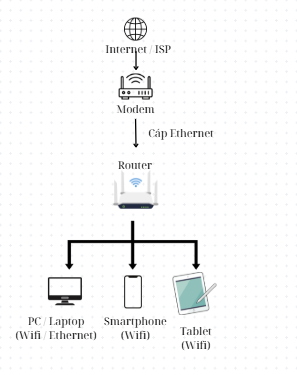 Internet / ISP
Modem
Cáp Ethernet
Router
PC / Laptop
(Wifi / Ethernet)
Smartphone
(Wifi)
Tablet
(Wifi)